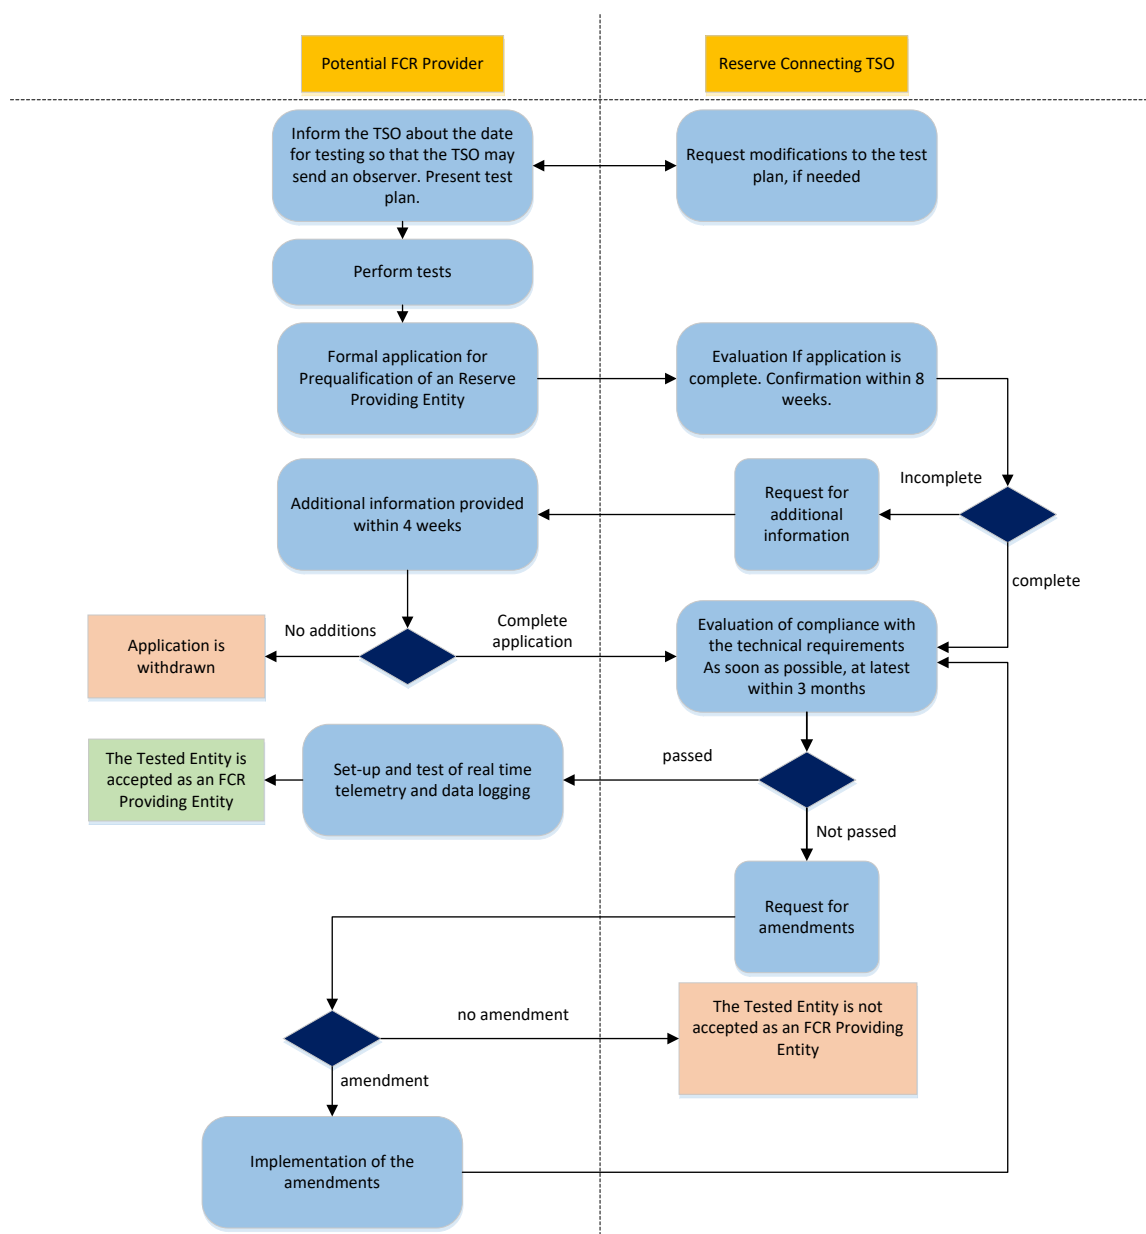 Potential FCR Provider
Reserve Connecting TSO
Inform the TSO about the date
for testing so that the TSO may
send an observer. Present test
plan.
Request modifications to the test
plan, if needed
Perform tests
Formal application for
Prequalification of an Reserve
Providing Entity
Evaluation If application is
complete. Confirmation within 8
weeks.
Incomplete
Request for
additional
information
Additional information provided
within 4 weeks
complete
No additions
Complete
application
Application is
withdrawn
Evaluation of compliance with
the technical requirements
As soon as possible, at latest
within 3 months
passed
Set-up and test of real time
telemetry and data logging
The Tested Entity is
accepted as an FCR
Providing Entity
Not passed
Request for
amendments
no amendment
The Tested Entity is not
accepted as an FCR Providing
Entity
amendment
Implementation of the
amendments